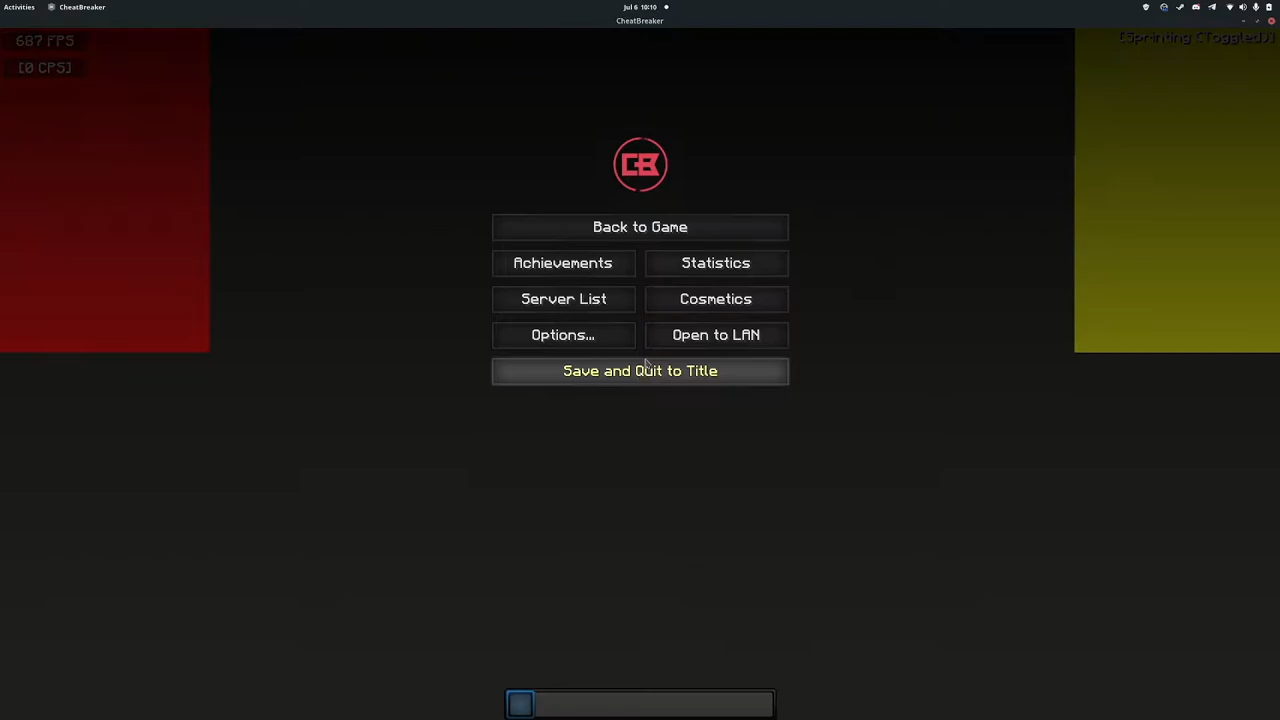 Activities CheatBreaker Jul 6 10:10
CheatBreaker
687 FPS [Sprinting (Toggled)]
[0 CPS]
CB
Back to Game
Achievements Statistics
Server List Cosmetics
Options... Open to LAN
Save and Quit to Title